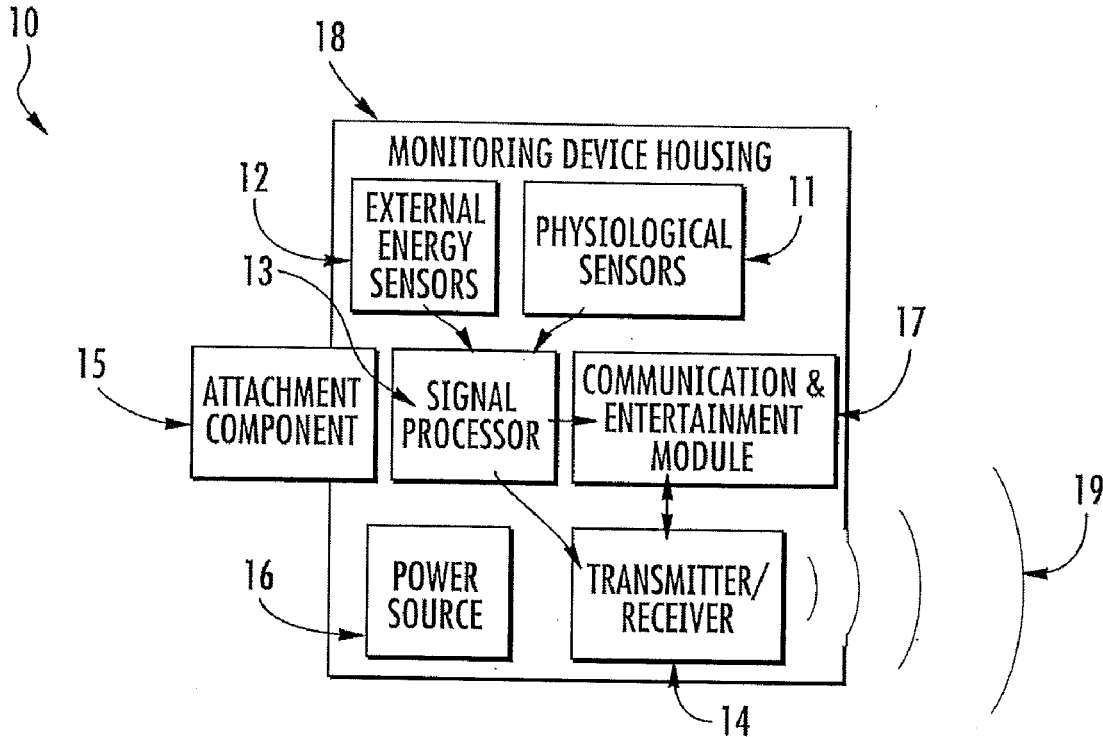 10
18
MONITORING DEVICE HOUSING
12
EXTERNAL
ENERGY
SENSORS
PHYSIOLOGICAL
SENSORS
11
13
15
ATTACHMENT
COMPONENT
SIGNAL
PROCESSOR
COMMUNICATION &
ENTERTAINMENT
MODULE
17
16
POWER
SOURCE
TRANSMITTER/
RECEIVER
19
14